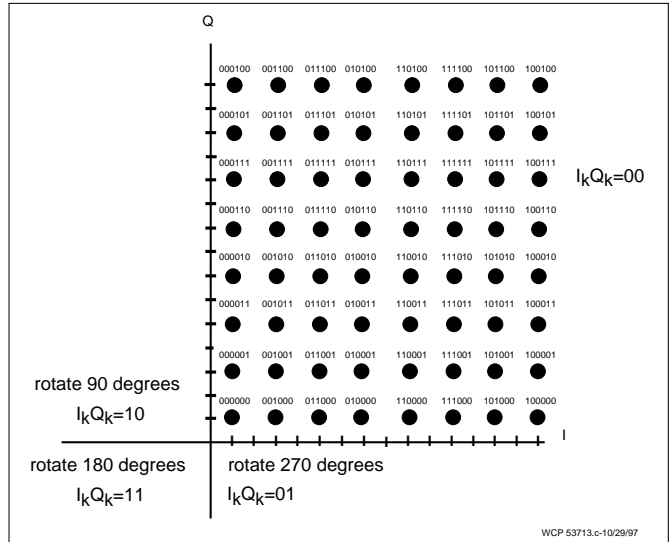 Q
000100 001100 011100 010100 110100 111100 101100 100100
000101 001101 011101 010101 110101 111101 101101 100101
000111 001111 011111 010111 110111 111111 101111 100111
IkQk=00
000110 001110 011110 010110 110110 111110 101110 100110
000010 001010 011010 010010 110010 111010 101010 100010
000011 001011 011011 010011 110011 111011 101011 100011
000001 001001 011001 010001 110001 111001 101001 100001
rotate 90 degrees
IkQk=10
000000 001000 011000 010000 110000 111000 101000 100000
I
rotate 180 degrees rotate 270 degrees
IkQk=11 IkQk=01
WCP 53713.c-10/29/97